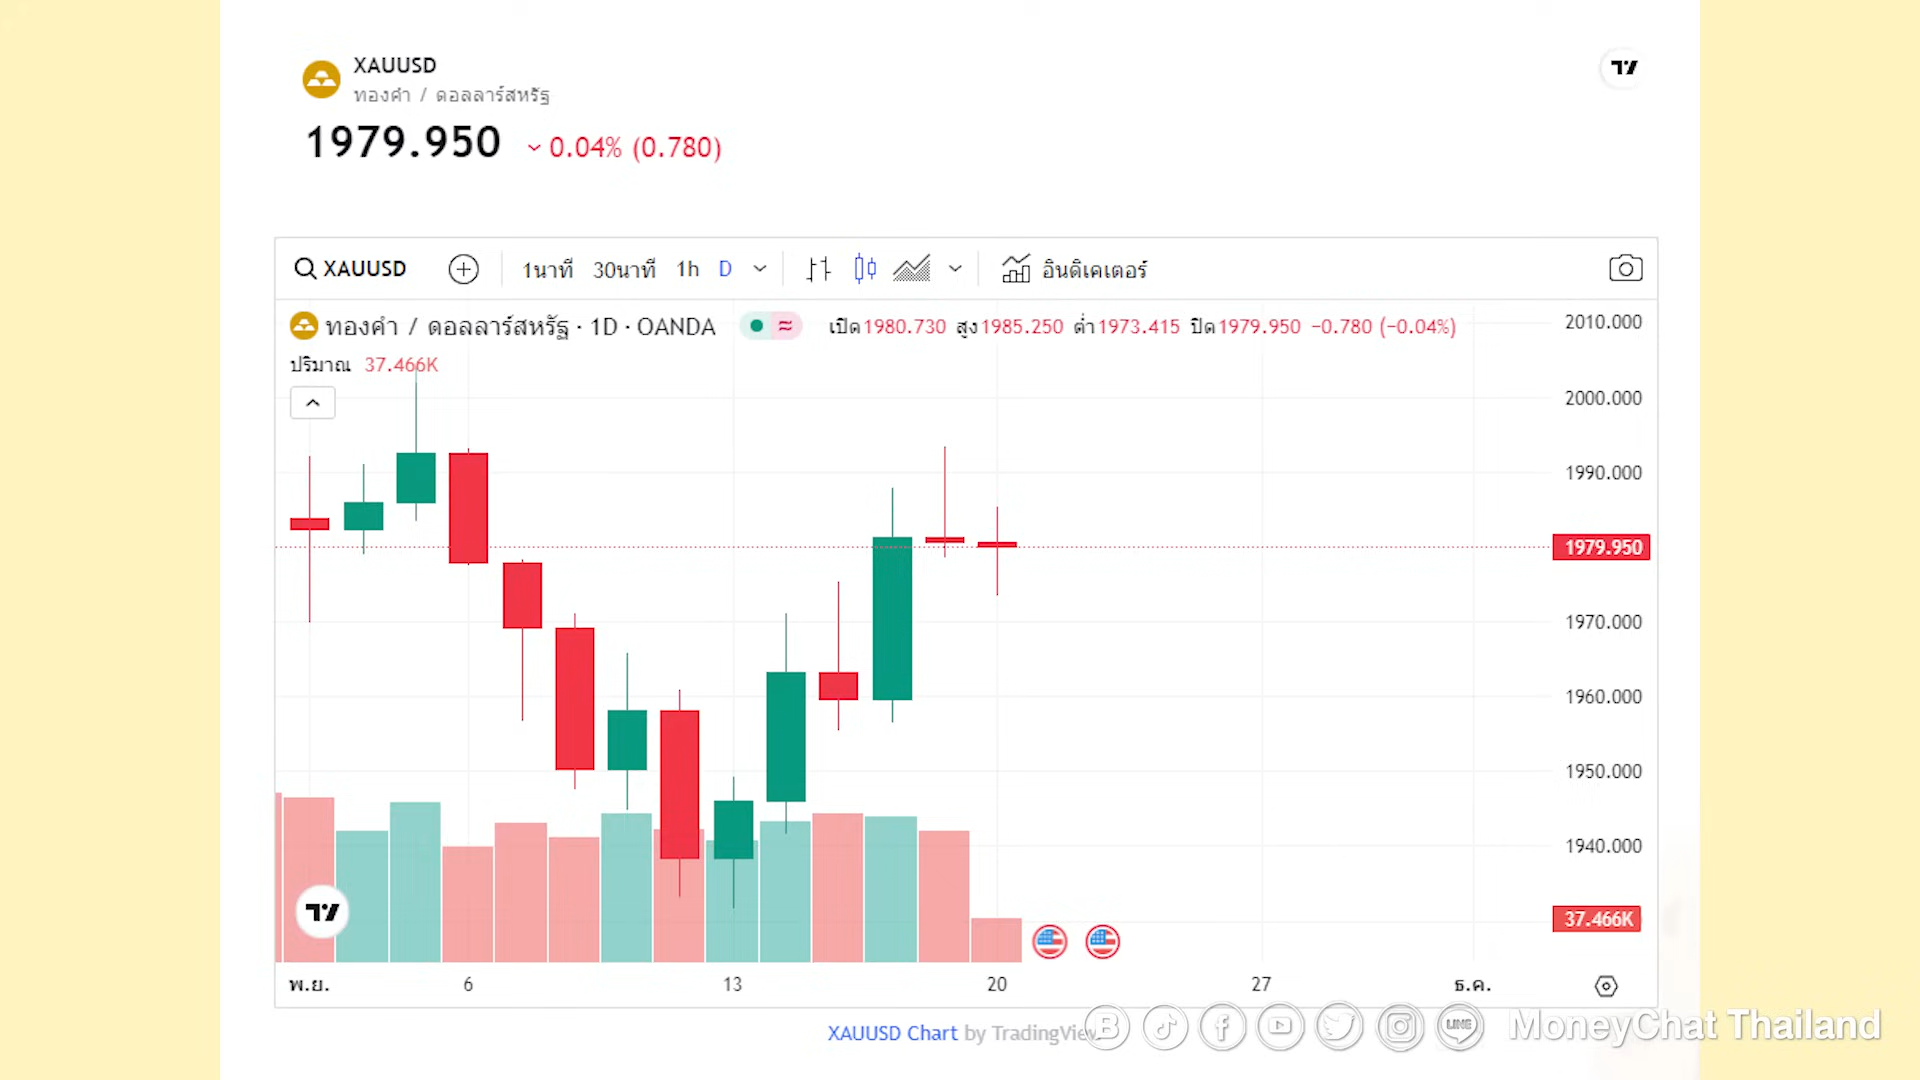 XAUUSD
ทองคำ / ดอลลาร์สหรัฐ
1979.950 0.04% (0.780)
XAUUSD 1นาที 30นาที 1h D อินดิเคเตอร์
ทองคำ / ดอลลาร์สหรัฐ · 1D · OANDA เปิด1980.730 สูง1985.250 ต่ำ1973.415 ปิด1979.950 −0.780 (−0.04%)
ปริมาณ 37.466K
2010.000
2000.000
1990.000
1979.950
1970.000
1960.000
1950.000
1940.000
37.466K
พ.ย. 6 13 20 27 ธ.ค.
XAUUSD Chart by TradingView
LINE
MoneyChat Thailand